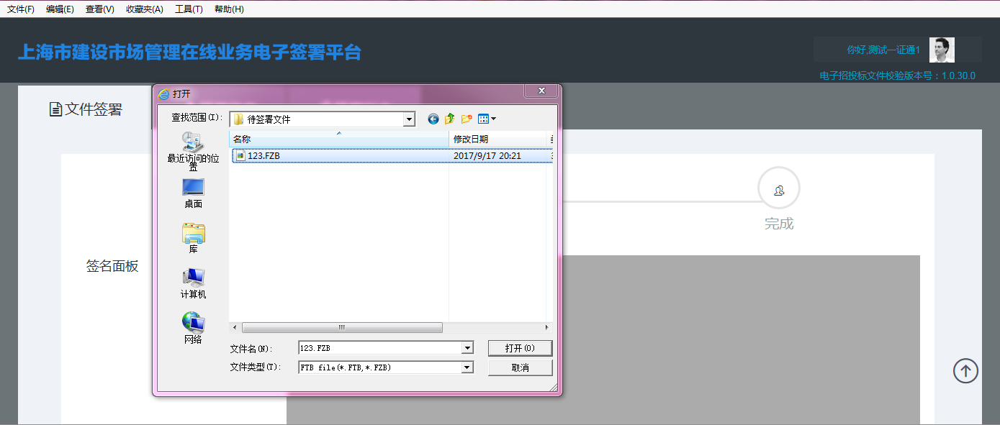 文件(F) 编辑(E) 查看(V) 收藏夹(A) 工具(T) 帮助(H)
上海市建设市场管理在线业务电子签署平台
你好,测试一证通1
电子招投标文件校验版本号：1.0.30.0
文件签署
打开
查找范围(I):
待签署文件
名称 修改日期
123.FZB 2017/9/17 20:21
最近访问的位
置
桌面
库
计算机
网络
文件名(N): 123.FZB 打开(O)
文件类型(T): FTB file(*.FTB,*.FZB) 取消
完成
签名面板